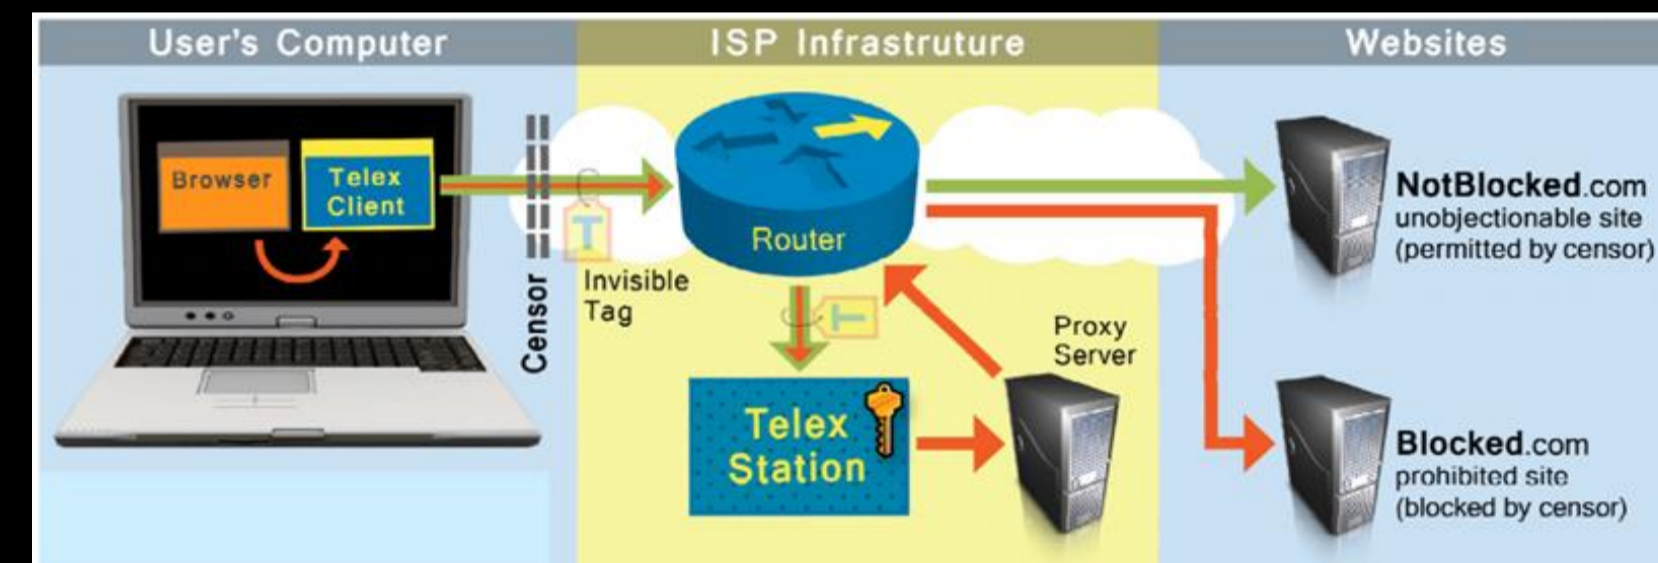 User's Computer
ISP Infrastruture
Websites
Browser
Telex
Client
Censor
T
Invisible
Tag
Router
T
Telex
Station
Proxy
Server
NotBlocked.com
unobjectionable site
(permitted by censor)
Blocked.com
prohibited site
(blocked by censor)